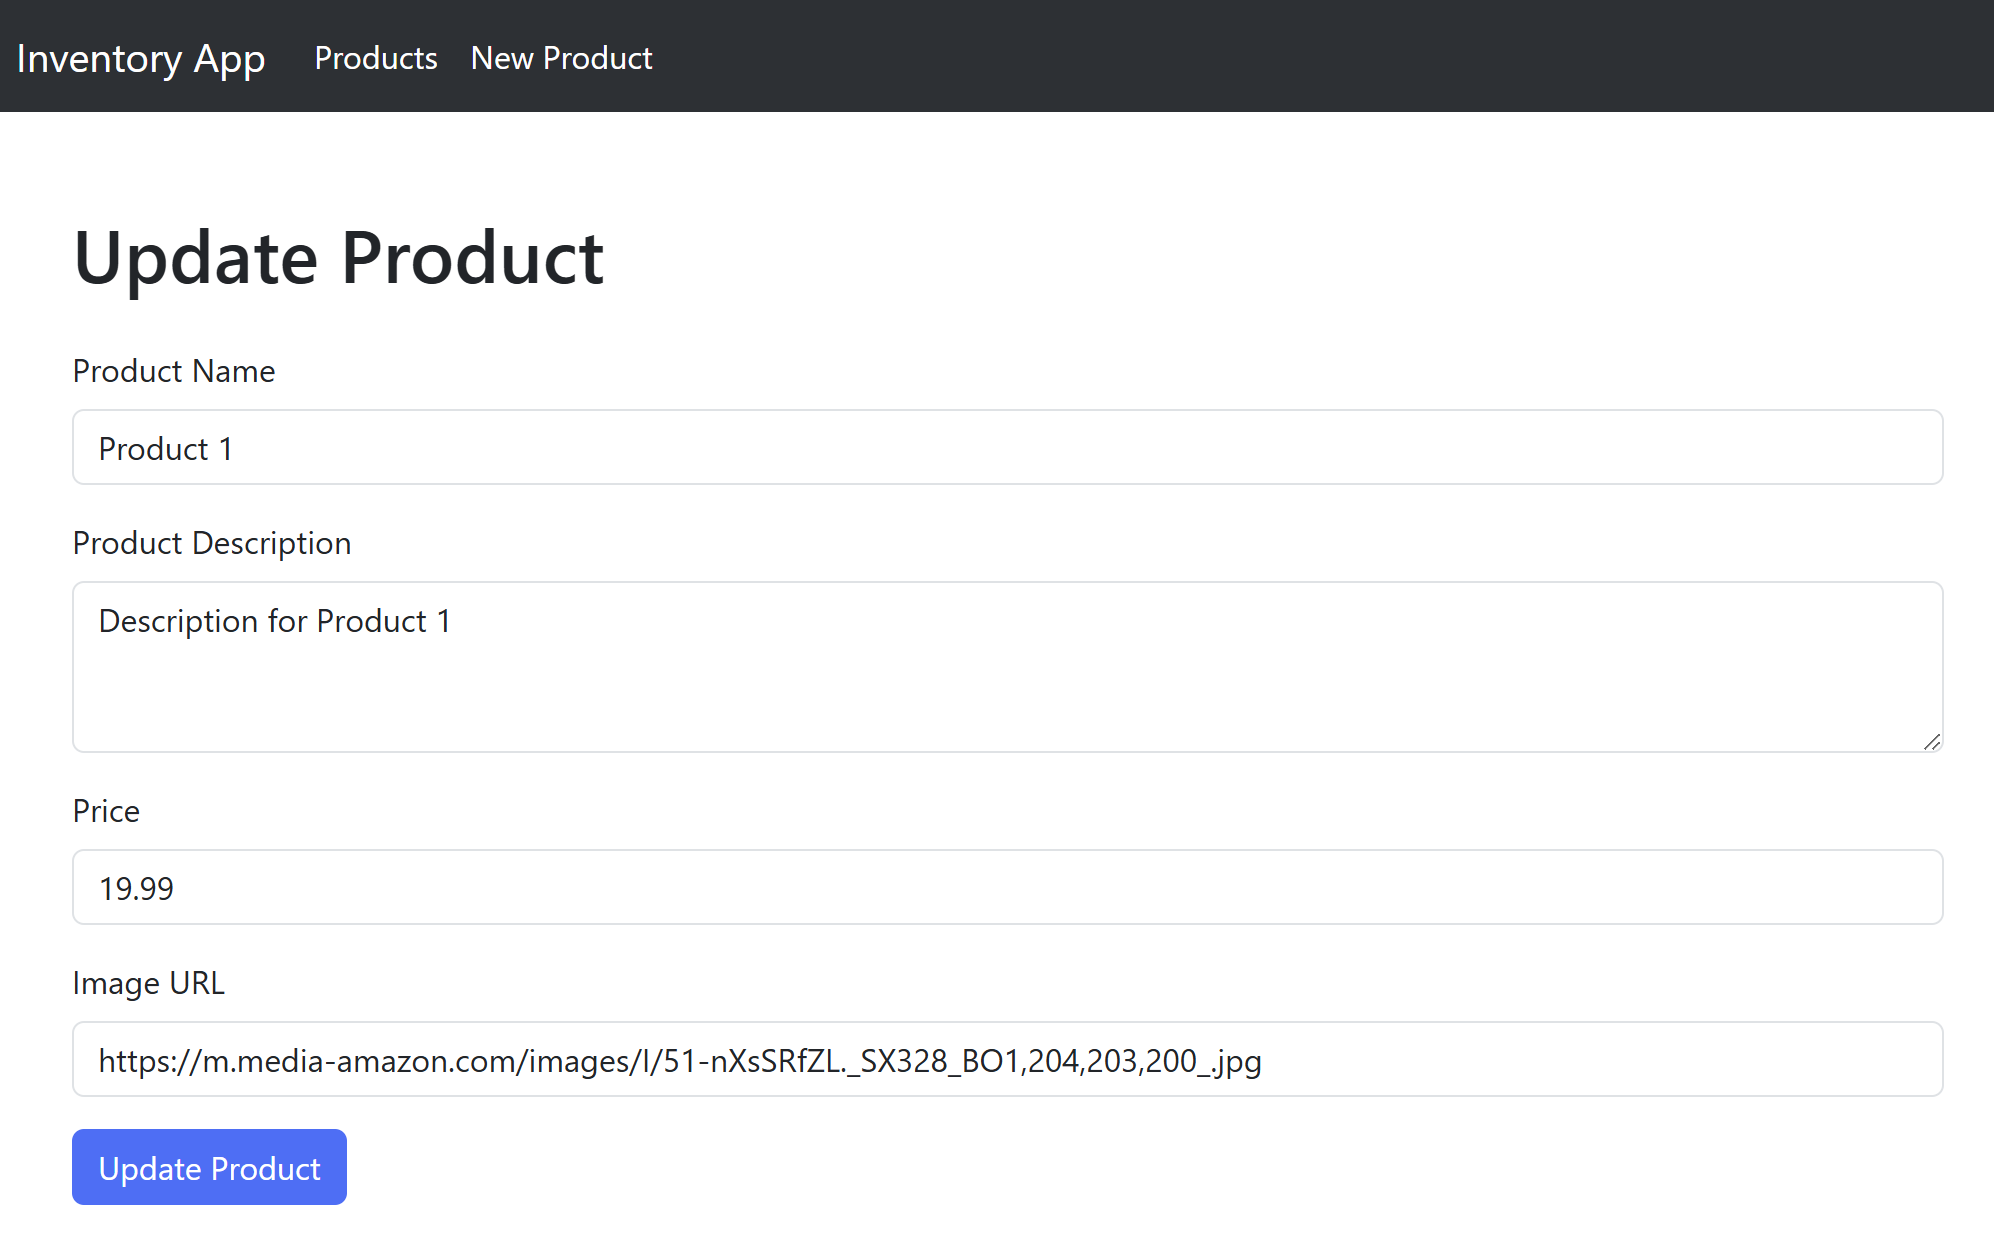 Inventory App Products New Product
Update Product
Product Name
Product 1
Product Description
Description for Product 1
Price
19.99
Image URL
https://m.media-amazon.com/images/I/51-nXsSRfZL._SX328_BO1,204,203,200_.jpg
Update Product